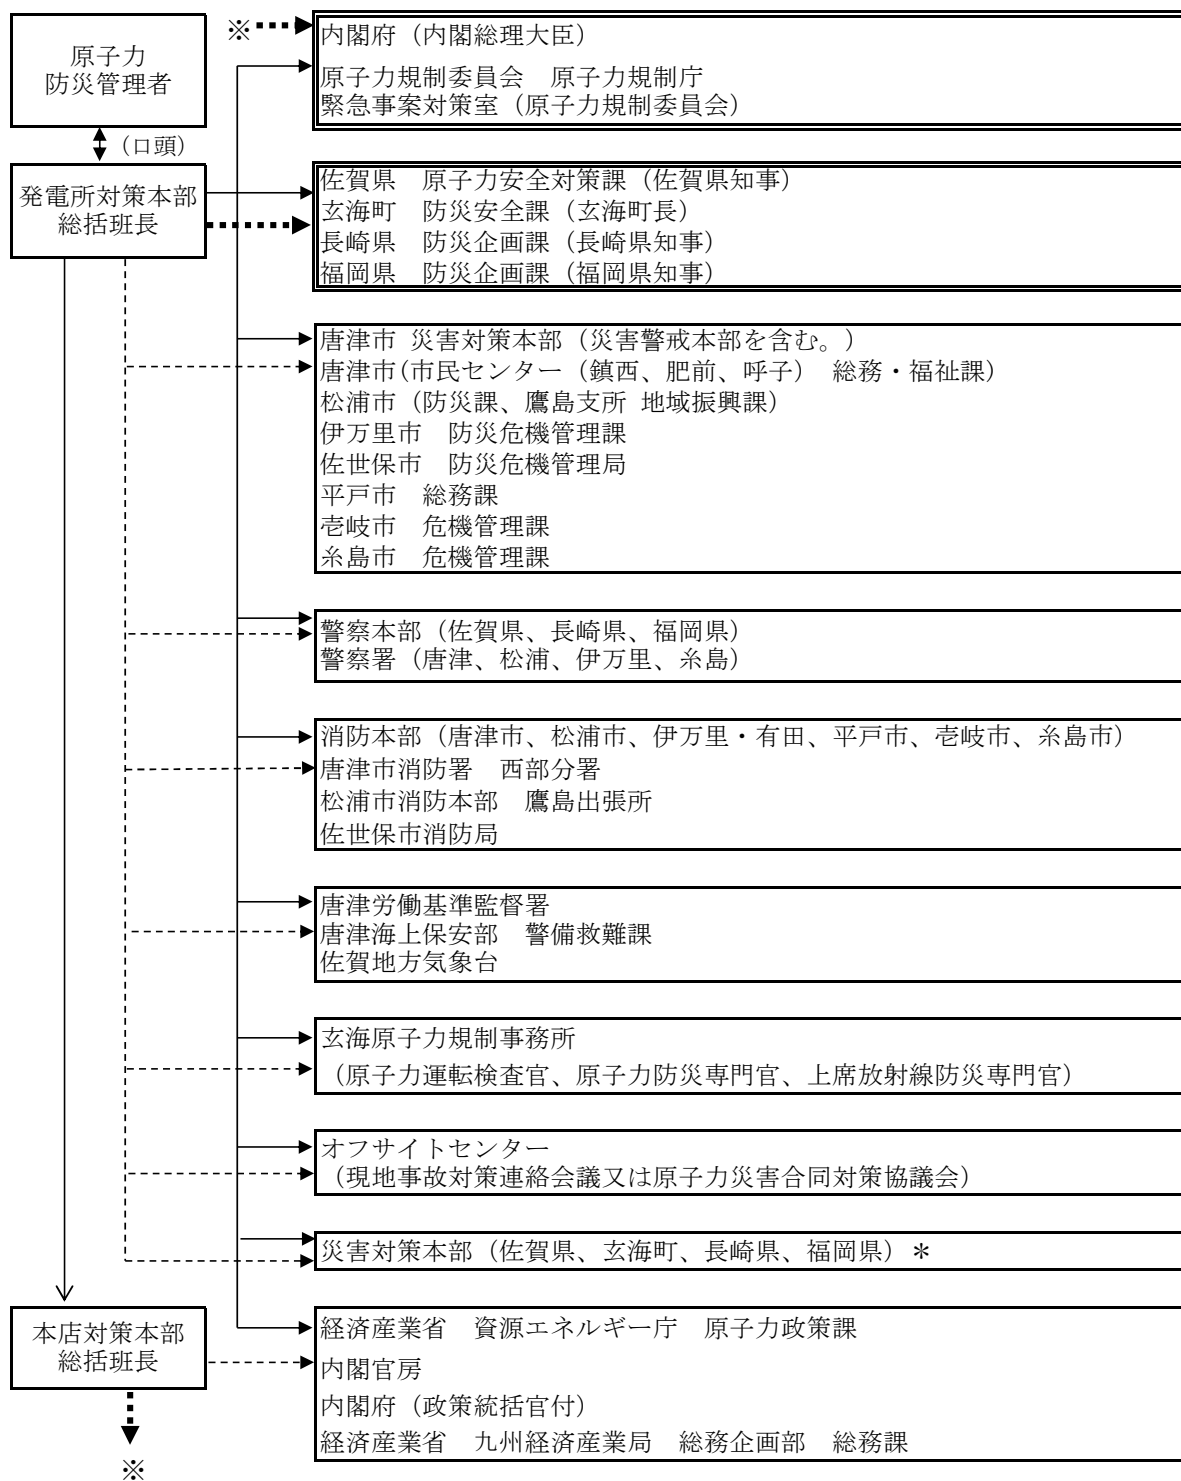 原子力
防災管理者
(口頭)
発電所対策本部
総括班長
※
内閣府（内閣総理大臣）
原子力規制委員会　原子力規制庁
緊急事案対策室（原子力規制委員会）
佐賀県　原子力安全対策課（佐賀県知事）
玄海町　防災安全課（玄海町長）
長崎県　防災企画課（長崎県知事）
福岡県　防災企画課（福岡県知事）
唐津市 災害対策本部（災害警戒本部を含む。）
唐津市(市民センター（鎮西、肥前、呼子）　総務・福祉課)
松浦市（防災課、鷹島支所 地域振興課）
伊万里市　防災危機管理課
佐世保市　防災危機管理局
平戸市　総務課
壱岐市　危機管理課
糸島市　危機管理課
警察本部（佐賀県、長崎県、福岡県）
警察署（唐津、松浦、伊万里、糸島）
消防本部（唐津市、松浦市、伊万里・有田、平戸市、壱岐市、糸島市）
唐津市消防署　西部分署
松浦市消防本部　鷹島出張所
佐世保市消防局
唐津労働基準監督署
唐津海上保安部　警備救難課
佐賀地方気象台
玄海原子力規制事務所
（原子力運転検査官、原子力防災専門官、上席放射線防災専門官）
オフサイトセンター
（現地事故対策連絡会議又は原子力災害合同対策協議会）
災害対策本部（佐賀県、玄海町、長崎県、福岡県）＊
本店対策本部
総括班長
※
経済産業省　資源エネルギー庁　原子力政策課
内閣官房
内閣府（政策統括官付）
経済産業省　九州経済産業局　総務企画部　総務課